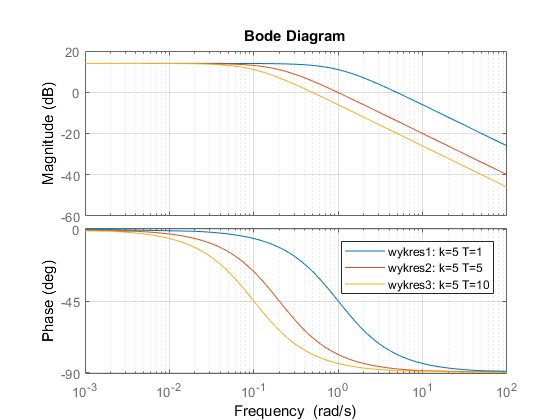 Bode Diagram
Magnitude (dB)
20
0
-20
-40
-60
Phase (deg)
0
-45
-90
wykres1: k=5 T=1
wykres2: k=5 T=5
wykres3: k=5 T=10
10^-3
10^-2
10^-1
10^0
10^1
10^2
Frequency (rad/s)